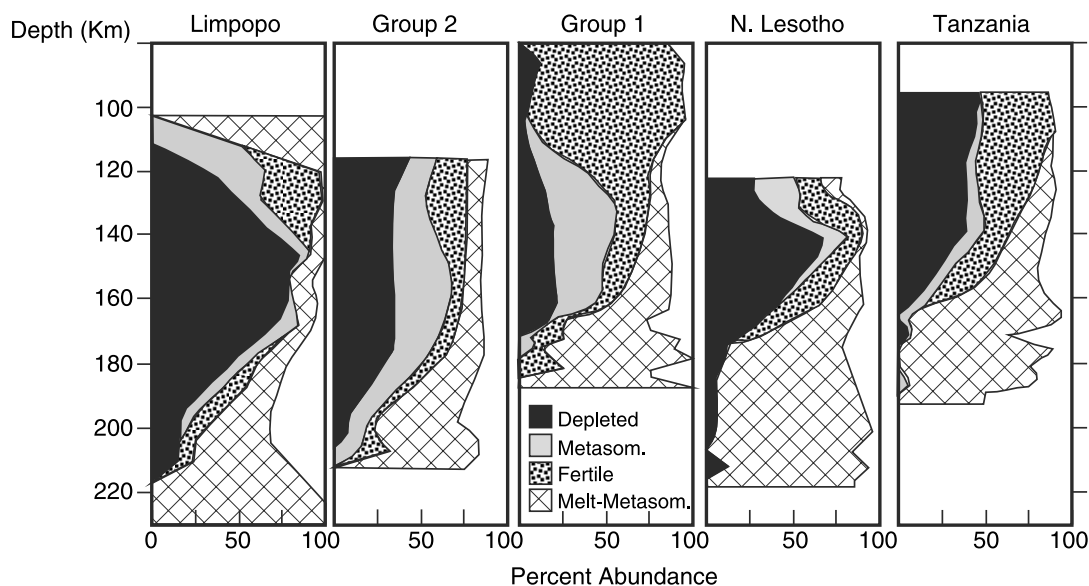 Limpopo Group 2 Group 1 N. Lesotho Tanzania
Depth (Km)
100
120
140
160
180
200
220
Depleted
Metasom.
Fertile
Melt-Metasom.
0 50 100 50 100 50 100 50 100 50 100
Percent Abundance